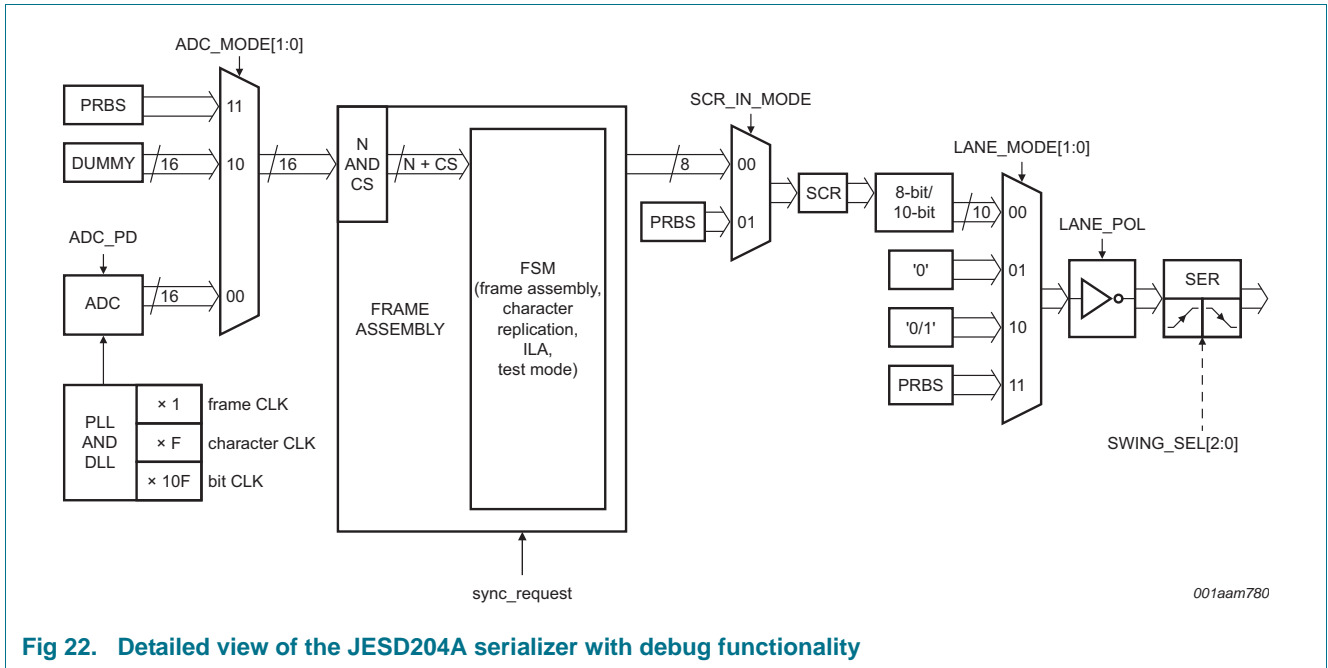 ADC_MODE[1:0]
PRBS
11
DUMMY
16
10
16
ADC_PD
ADC
16
00
PLL
AND
DLL
× 1
frame CLK
× F
character CLK
× 10F
bit CLK
N
AND
CS
N + CS
FRAME
ASSEMBLY
FSM
(frame assembly,
character
replication,
ILA,
test mode)
sync_request
8
SCR_IN_MODE
00
PRBS
01
SCR
8-bit/
10-bit
10
LANE_MODE[1:0]
00
'0'
01
'0/1'
10
PRBS
11
LANE_POL
SER
SWING_SEL[2:0]
001aam780
Fig 22. Detailed view of the JESD204A serializer with debug functionality